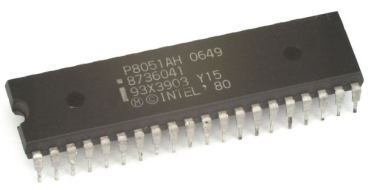 P8051AH 0649
8736041
93X3903 Y15
Ⓜ © INTEL '80